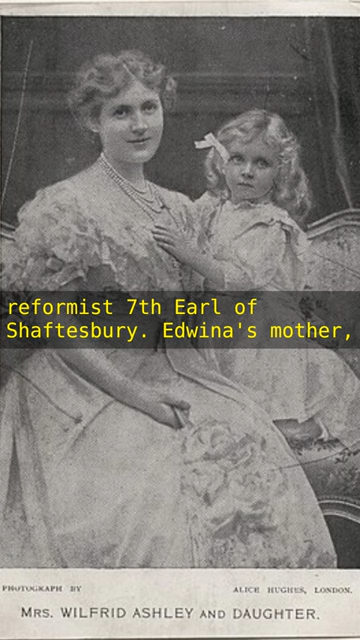 reformist 7th Earl of
Shaftesbury. Edwina's mother,
PHOTOGRAPH BY ALICE HUGHES, LONDON.
MRS. WILFRID ASHLEY AND DAUGHTER.